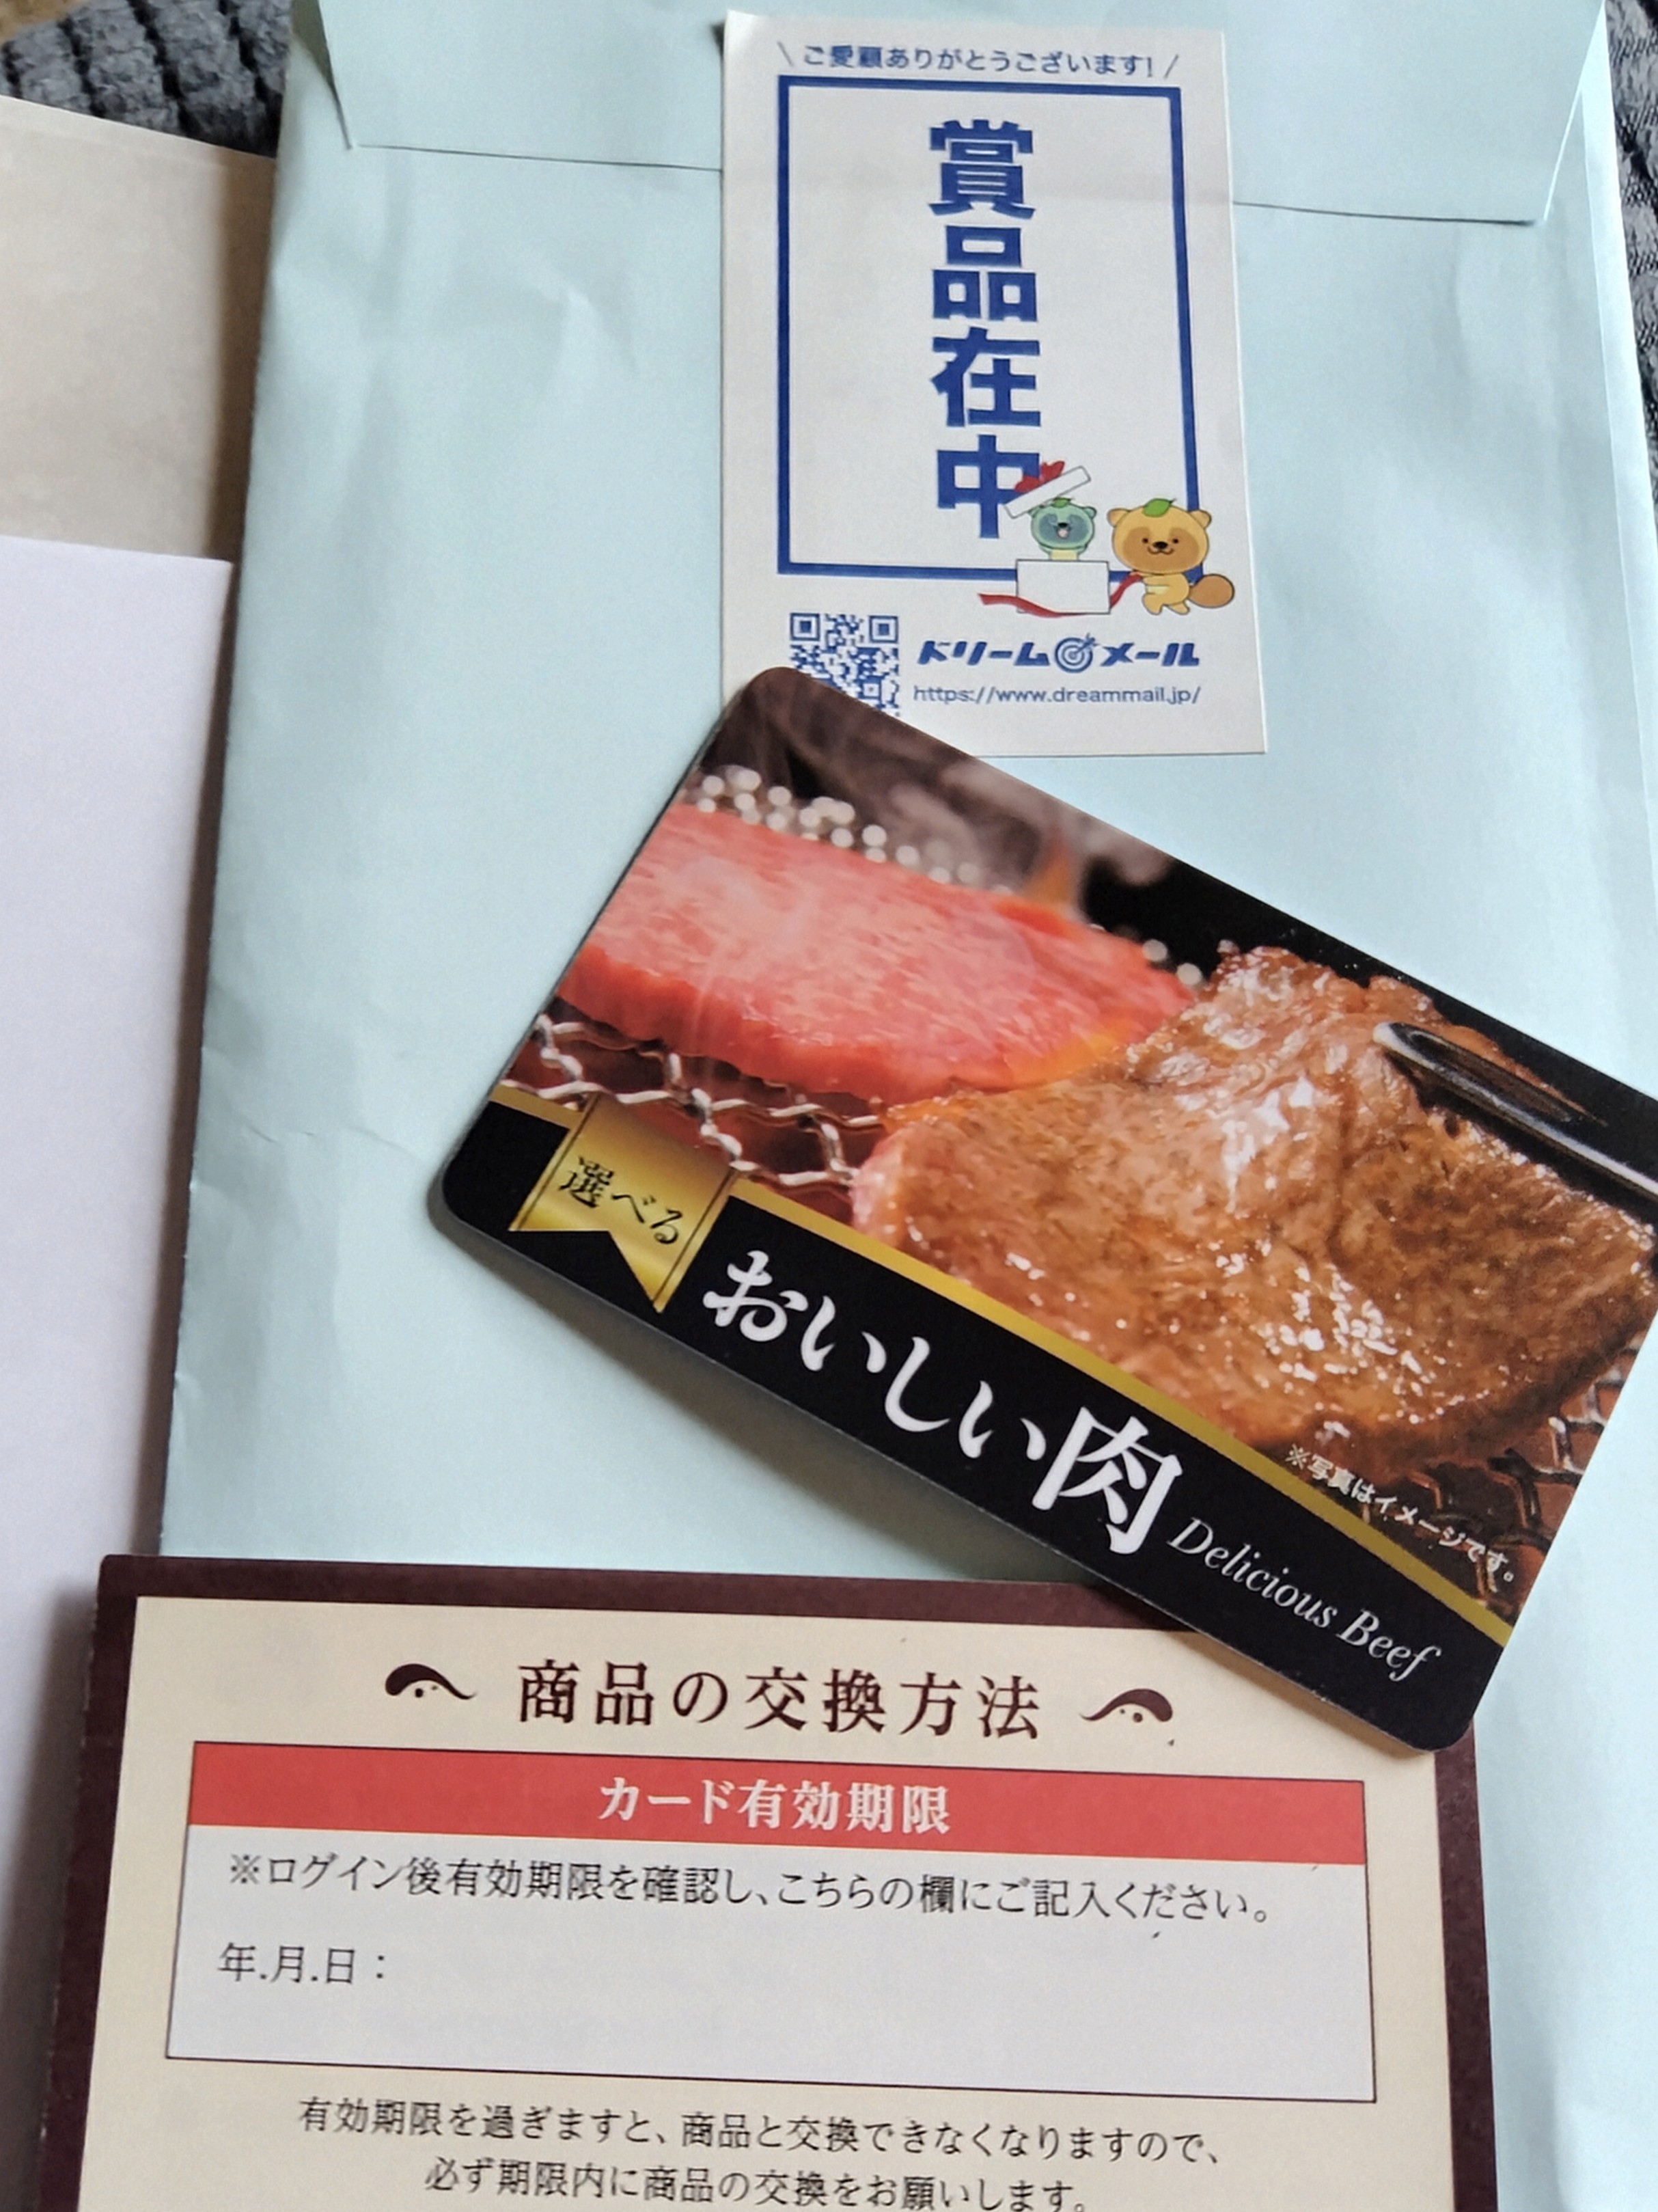 \ ご愛顧ありがとうございます! /
賞品在中
ドリームメール
https://www.dreammail.jp/
選べる
おいしい肉 Delicious Beef
※写真はイメージです。
商品の交換方法
カード有効期限
※ログイン後有効期限を確認し、こちらの欄にご記入ください。
年.月.日：
有効期限を過ぎますと、商品と交換できなくなりますので、
必ず期限内に商品の交換をお願いします。